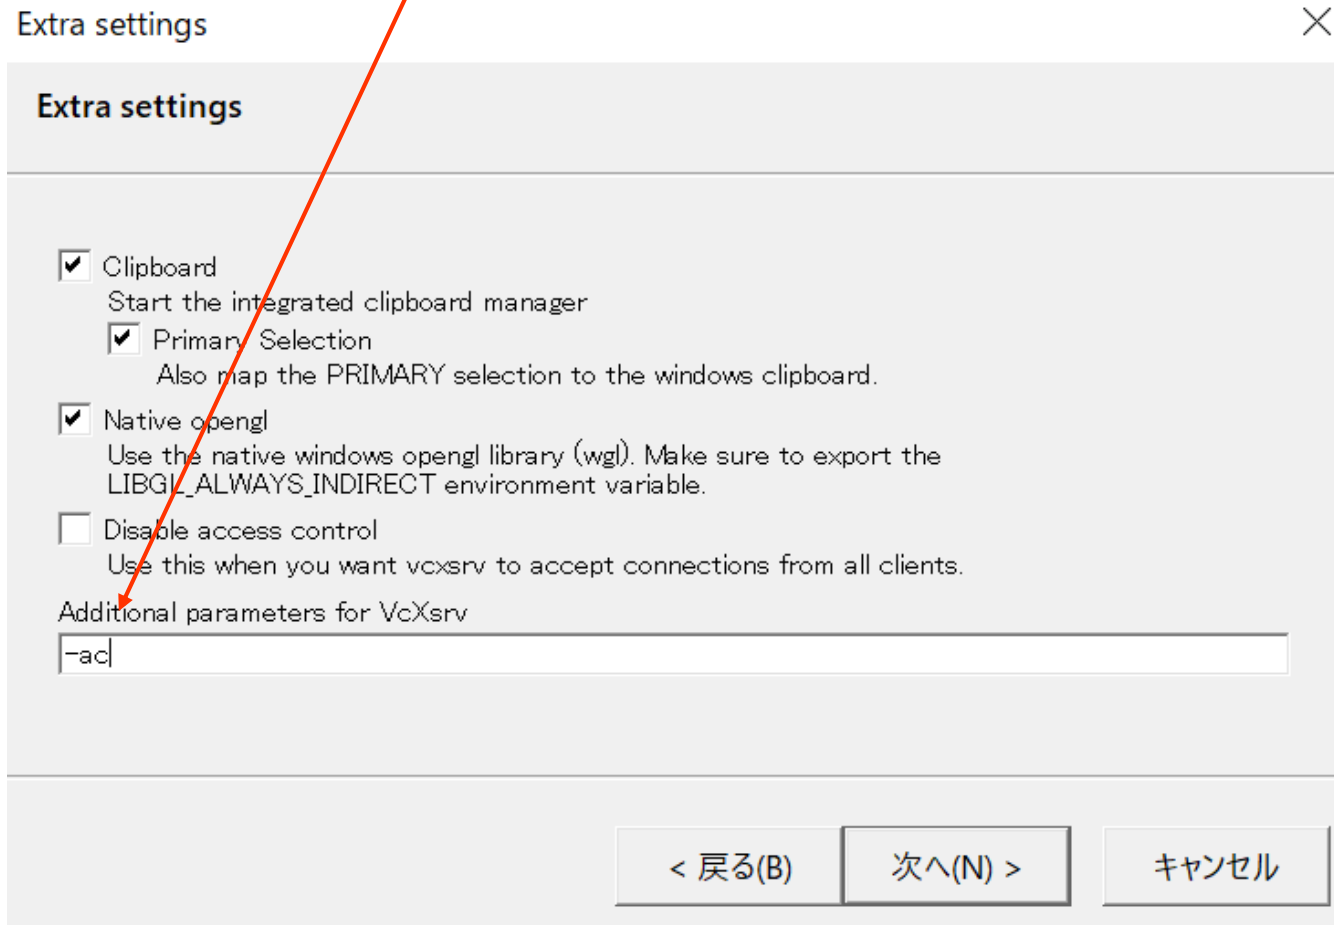 Extra settings
Extra settings
Clipboard
Start the integrated clipboard manager
Primary Selection
Also map the PRIMARY selection to the windows clipboard.
Native opengl
Use the native windows opengl library (wgl). Make sure to export the
LIBGL_ALWAYS_INDIRECT environment variable.
Disable access control
Use this when you want vcxsrv to accept connections from all clients.
Additional parameters for VcXsrv
-ac
< 戻る(B) 次へ(N) > キャンセル